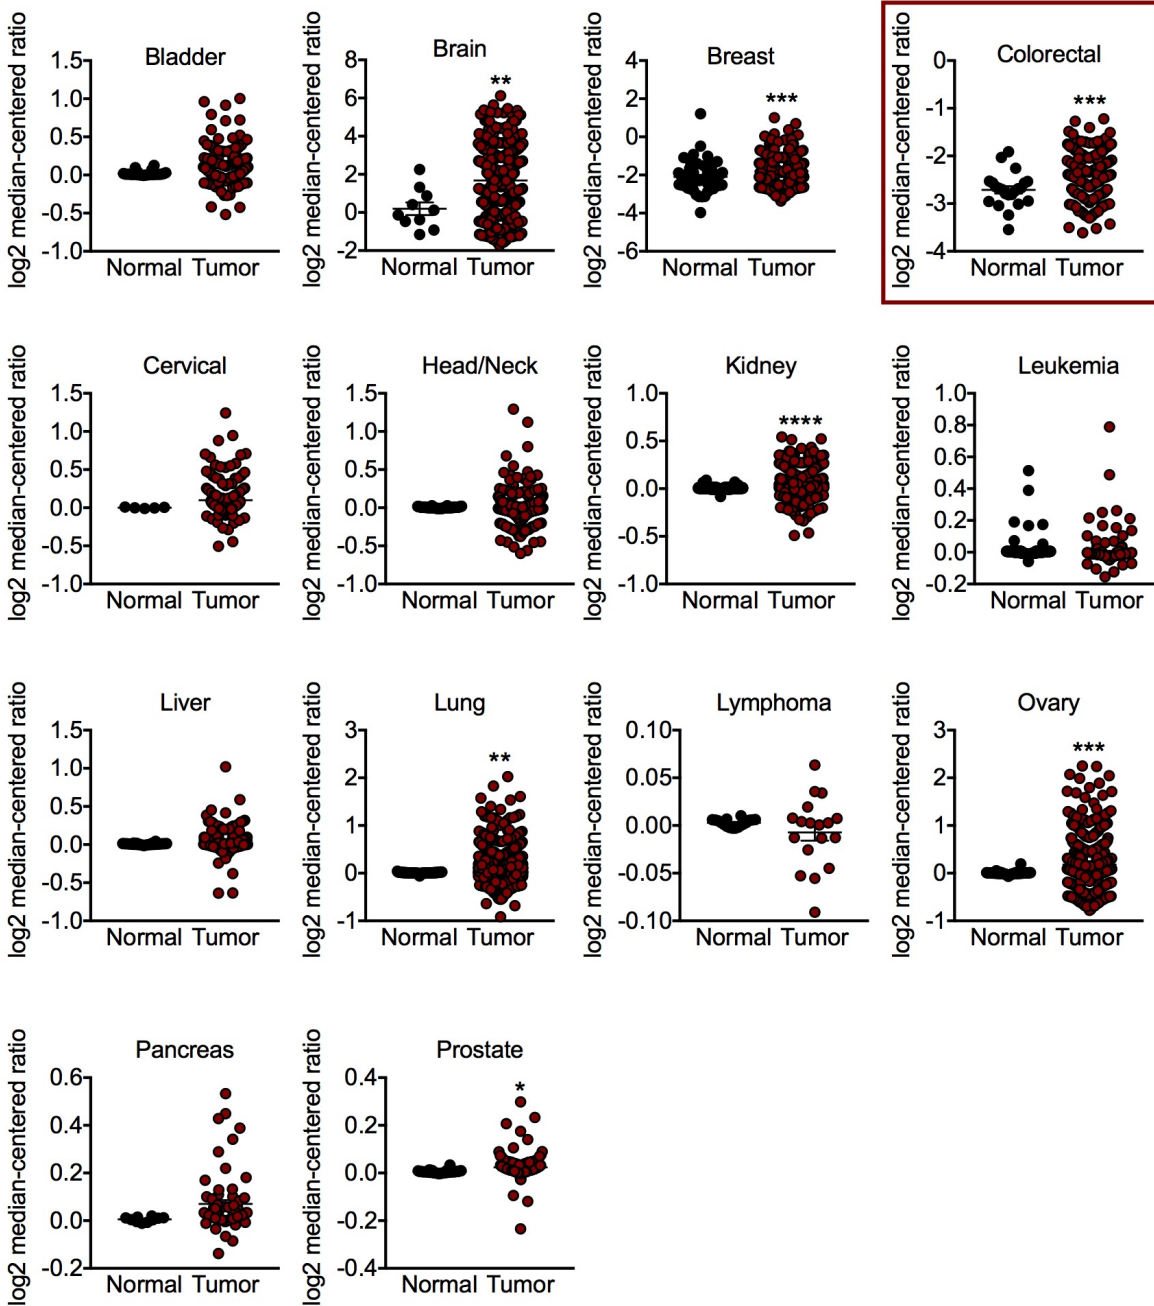 Bladder
log2 median-centered ratio
1.5
1.0
0.5
0.0
-0.5
-1.0
Normal Tumor
Brain
log2 median-centered ratio
8
6
4
2
0
-2
**
Normal Tumor
Breast
log2 median-centered ratio
4
2
0
-2
-4
-6
***
Normal Tumor
Colorectal
log2 median-centered ratio
0
-1
-2
-3
-4
***
Normal Tumor
Cervical
log2 median-centered ratio
1.5
1.0
0.5
0.0
-0.5
-1.0
Normal Tumor
Head/Neck
log2 median-centered ratio
1.5
1.0
0.5
0.0
-0.5
-1.0
Normal Tumor
Kidney
log2 median-centered ratio
1.0
0.5
0.0
-0.5
-1.0
****
Normal Tumor
Leukemia
log2 median-centered ratio
1.0
0.8
0.6
0.4
0.2
0.0
-0.2
Normal Tumor
Liver
log2 median-centered ratio
1.5
1.0
0.5
0.0
-0.5
-1.0
Normal Tumor
Lung
log2 median-centered ratio
3
2
1
0
-1
**
Normal Tumor
Lymphoma
log2 median-centered ratio
0.10
0.05
0.00
-0.05
-0.10
Normal Tumor
Ovary
log2 median-centered ratio
3
2
1
0
-1
***
Normal Tumor
Pancreas
log2 median-centered ratio
0.6
0.4
0.2
0.0
-0.2
Normal Tumor
Prostate
log2 median-centered ratio
0.4
0.2
0.0
-0.2
-0.4
*
Normal Tumor